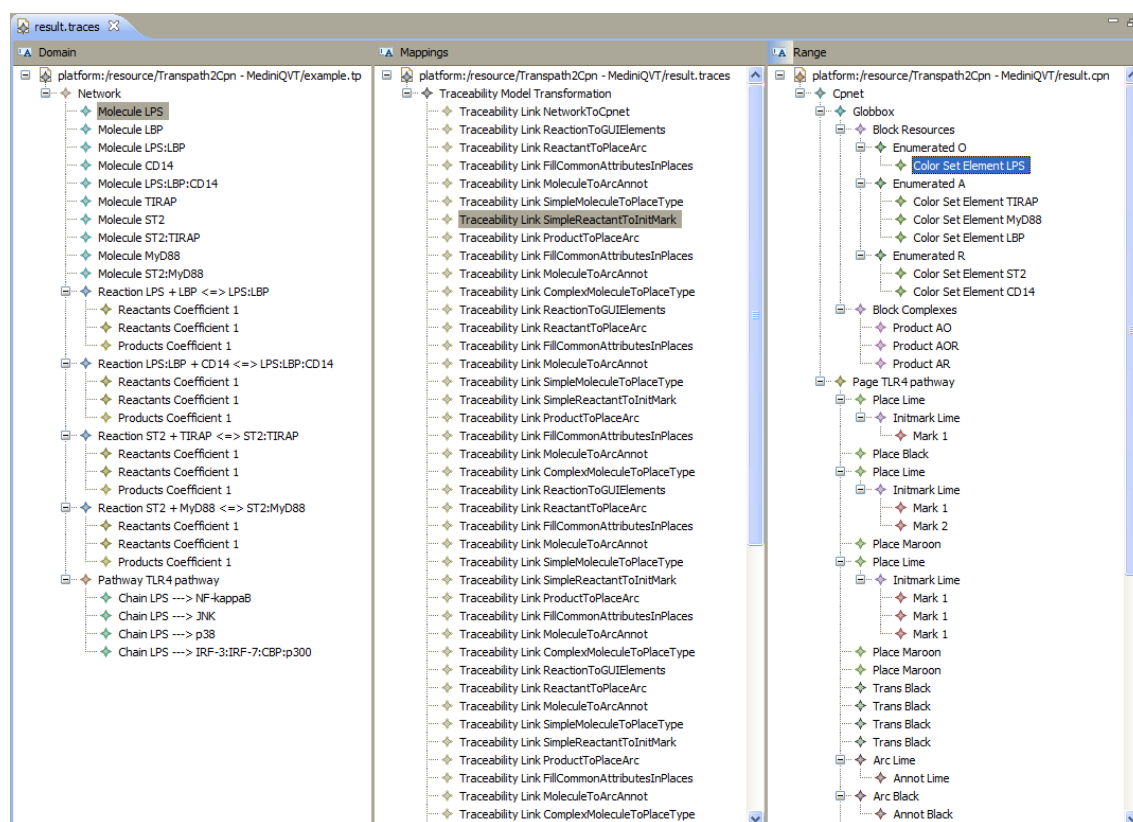 result.traces
Domain
platform:/resource/Transpath2Cpn - MediniQVT/example.tp
Network
Molecule LPS
Molecule LBP
Molecule LPS:LBP
Molecule CD14
Molecule LPS:LBP:CD14
Molecule TIRAP
Molecule ST2
Molecule ST2:TIRAP
Molecule MyD88
Molecule ST2:MyD88
Reaction LPS + LBP <=> LPS:LBP
Reactants Coefficient 1
Reactants Coefficient 1
Products Coefficient 1
Reaction LPS:LBP + CD14 <=> LPS:LBP:CD14
Reactants Coefficient 1
Reactants Coefficient 1
Products Coefficient 1
Reaction ST2 + TIRAP <=> ST2:TIRAP
Reactants Coefficient 1
Reactants Coefficient 1
Products Coefficient 1
Reaction ST2 + MyD88 <=> ST2:MyD88
Reactants Coefficient 1
Reactants Coefficient 1
Products Coefficient 1
Pathway TLR4 pathway
Chain LPS ---> NF-kappaB
Chain LPS ---> JNK
Chain LPS ---> p38
Chain LPS ---> IRF-3:IRF-7:CBP:p300
Mappings
platform:/resource/Transpath2Cpn - MediniQVT/result.traces
Traceability Model Transformation
Traceability Link NetworkToCpnet
Traceability Link ReactionToGUIElements
Traceability Link ReactantToPlaceArc
Traceability Link FillCommonAttributesInPlaces
Traceability Link MoleculeToArcAnnot
Traceability Link SimpleMoleculeToPlaceType
Traceability Link SimpleReactantToInitMark
Traceability Link ProductToPlaceArc
Traceability Link FillCommonAttributesInPlaces
Traceability Link MoleculeToArcAnnot
Traceability Link ComplexMoleculeToPlaceType
Traceability Link ReactionToGUIElements
Traceability Link ReactantToPlaceArc
Traceability Link FillCommonAttributesInPlaces
Traceability Link MoleculeToArcAnnot
Traceability Link SimpleMoleculeToPlaceType
Traceability Link SimpleReactantToInitMark
Traceability Link ProductToPlaceArc
Traceability Link FillCommonAttributesInPlaces
Traceability Link MoleculeToArcAnnot
Traceability Link ComplexMoleculeToPlaceType
Traceability Link ReactionToGUIElements
Traceability Link ReactantToPlaceArc
Traceability Link FillCommonAttributesInPlaces
Traceability Link MoleculeToArcAnnot
Traceability Link SimpleMoleculeToPlaceType
Traceability Link SimpleReactantToInitMark
Traceability Link ProductToPlaceArc
Traceability Link FillCommonAttributesInPlaces
Traceability Link MoleculeToArcAnnot
Traceability Link ComplexMoleculeToPlaceType
Traceability Link ReactionToGUIElements
Traceability Link ReactantToPlaceArc
Traceability Link MoleculeToArcAnnot
Traceability Link SimpleMoleculeToPlaceType
Traceability Link SimpleReactantToInitMark
Traceability Link ProductToPlaceArc
Traceability Link FillCommonAttributesInPlaces
Traceability Link MoleculeToArcAnnot
Traceability Link ComplexMoleculeToPlaceType
Range
platform:/resource/Transpath2Cpn - MediniQVT/result.cpn
Cpnet
Globbox
Block Resources
Enumerated O
Color Set Element LPS
Enumerated A
Color Set Element TIRAP
Color Set Element MyD88
Color Set Element LBP
Enumerated R
Color Set Element ST2
Color Set Element CD14
Block Complexes
Product AO
Product AOR
Product AR
Page TLR4 pathway
Place Lime
Initmark Lime
Mark 1
Place Black
Place Lime
Initmark Lime
Mark 1
Mark 2
Place Maroon
Place Lime
Initmark Lime
Mark 1
Mark 1
Mark 1
Place Maroon
Place Maroon
Trans Black
Trans Black
Trans Black
Trans Black
Arc Lime
Annot Lime
Arc Black
Annot Black